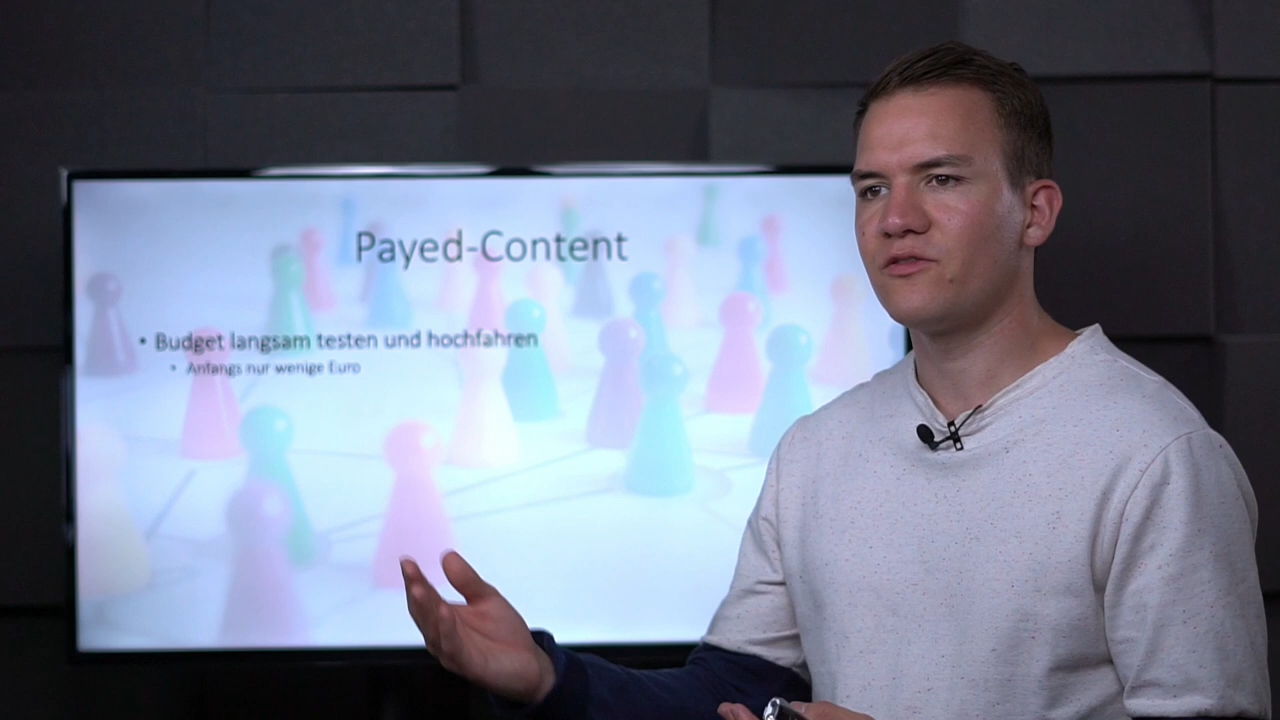 Payed-Content
• Budget langsam testen und hochfahren
• Anfangs nur wenige Euro